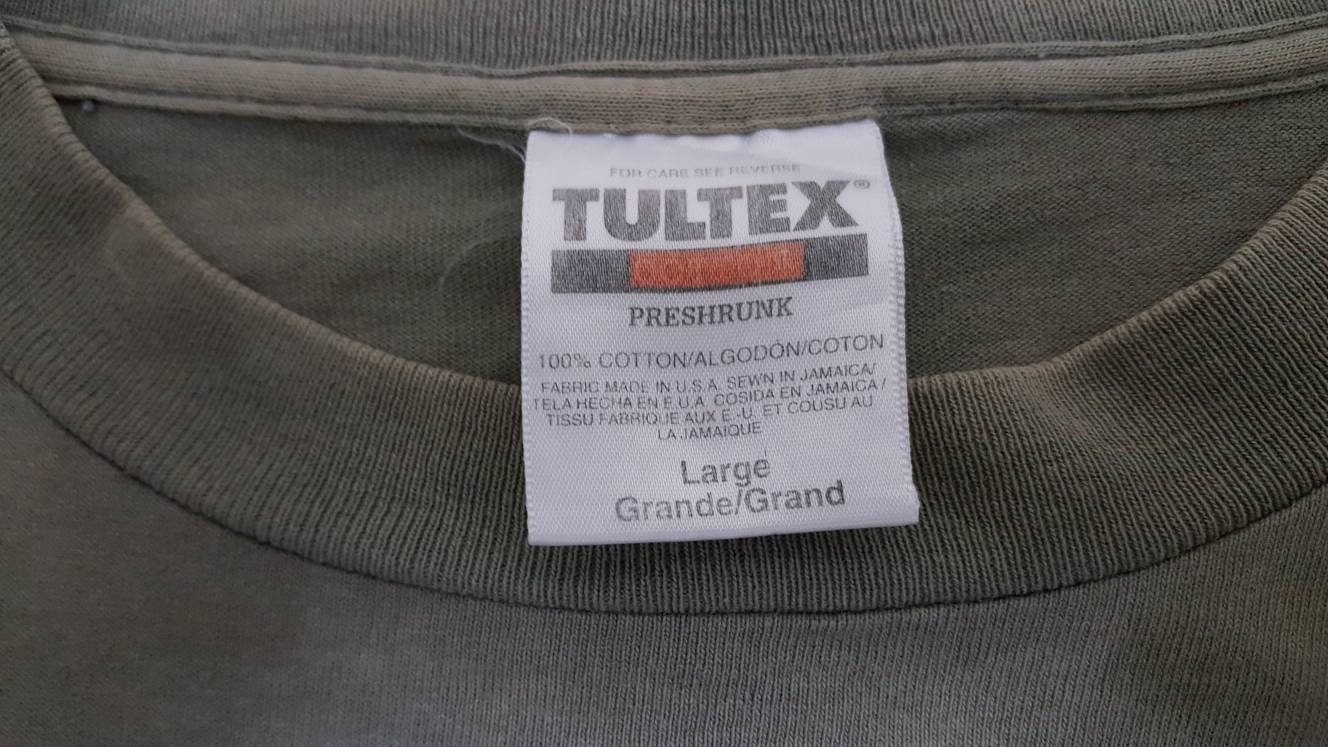 FOR CARE SEE REVERSE
TULTEX®
PRESHRUNK
100% COTTON/ALGODÓN/COTON
FABRIC MADE IN U.S.A. SEWN IN JAMAICA/
TELA HECHA EN E.U.A. COSIDA EN JAMAICA /
TISSU FABRIQUE AUX E.-U. ET COUSU AU
LA JAMAIQUE
Large
Grande/Grand